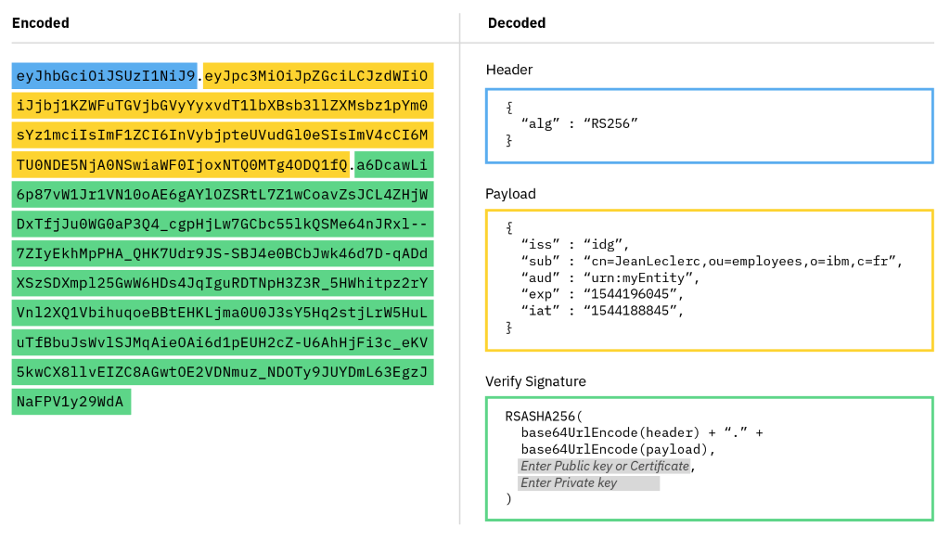 Encoded
eyJhbGciOiJSUzI1NiJ9.eyJpc3MiOiJpZGciLCJzdWIiO
iJjbj1KZWFuTGVjbGVyYyxvdT1lbXBsb3llZXMsbz1pYm0
sYz1mciIsImF1ZCI6InVybjpteUVudGl0eSIsImV4cCI6M
TU0NDE5NjA0NSwiaWF0IjoxNTQ0MTg4ODQ1fQ.a6DcawLi
6p87vW1Jr1VN10oAE6gAYlOZSRtL7Z1wCoavZsJCL4ZHjW
DxTfjJu0WG0aP3Q4_cgpHjLw7GCbc55lkQSMe64nJRxl--
7ZIyEkhMpPHA_QHK7Udr9JS-SBJ4e0BCbJwk46d7D-qADd
XSzSDXmpl25GwW6HDs4JqIguRDTNpH3Z3R_5HWhitpz2rY
Vnl2XQ1VbihuqoeBBtEHKLjma0U0J3sY5Hq2stjLrW5HuL
uTfBbuJsWvlSJMqAieOAi6d1pEUH2cZ-U6AhHjFi3c_eKV
5kwCX8llvEIZC8AGwtOE2VDNmuz_NDOTy9JUYDmL63EgzJ
NaFPV1y29WdA
Decoded
Header
{
“alg” : “RS256”
}
Payload
{
“iss” : “idg”,
“sub” : “cn=JeanLeclerc,ou=employees,o=ibm,c=fr”,
“aud” : “urn:myEntity”,
“exp” : “1544196045”,
“iat” : “1544188845”,
}
Verify Signature
RSASHA256(
base64UrlEncode(header) + “.” +
base64UrlEncode(payload),
Enter Public key or Certificate,
Enter Private key
)